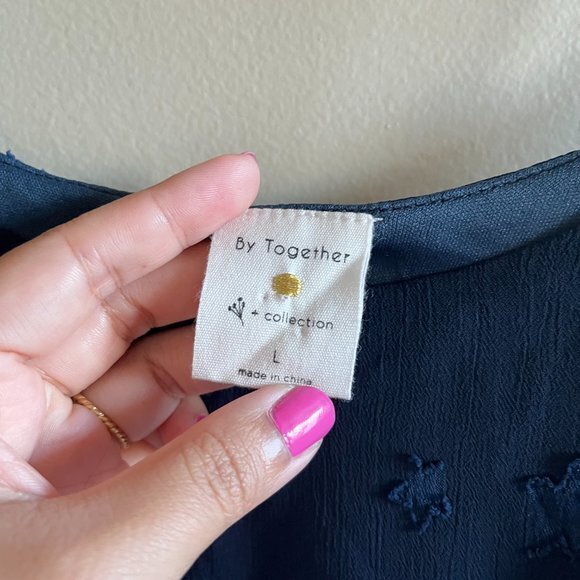 By Together
+ collection
L
made in china